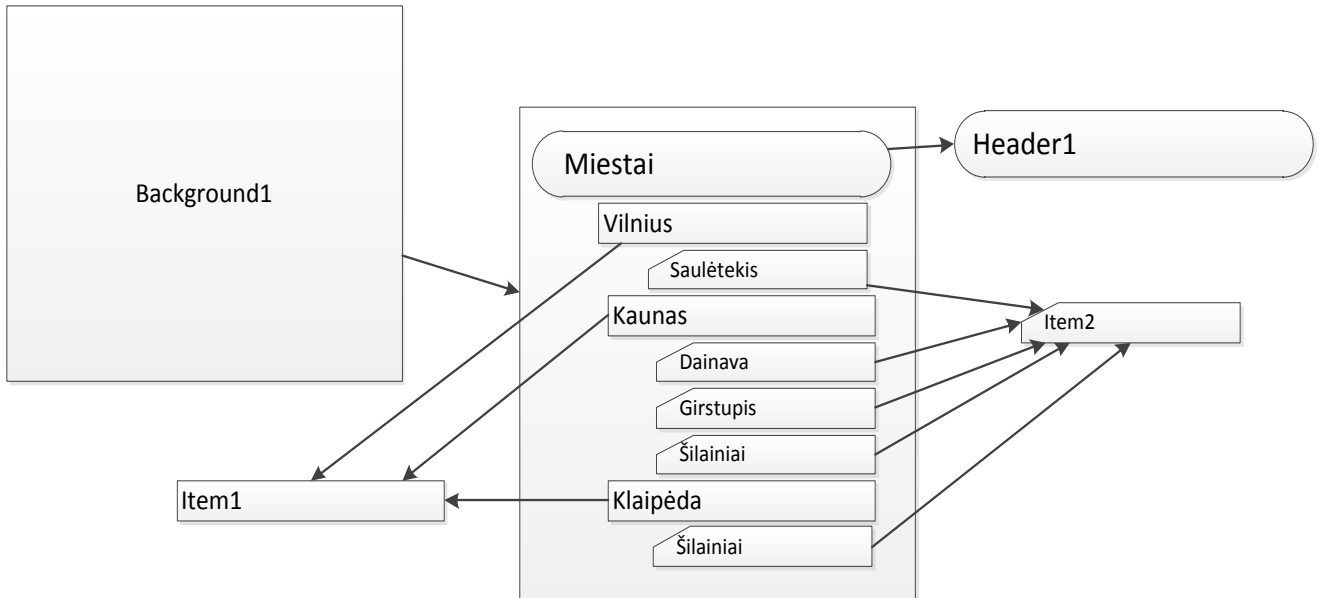 Background1
Miestai
Header1
Vilnius
Saulėtekis
Kaunas
Item2
Dainava
Girstupis
Šilainiai
Item1
Klaipėda
Šilainiai